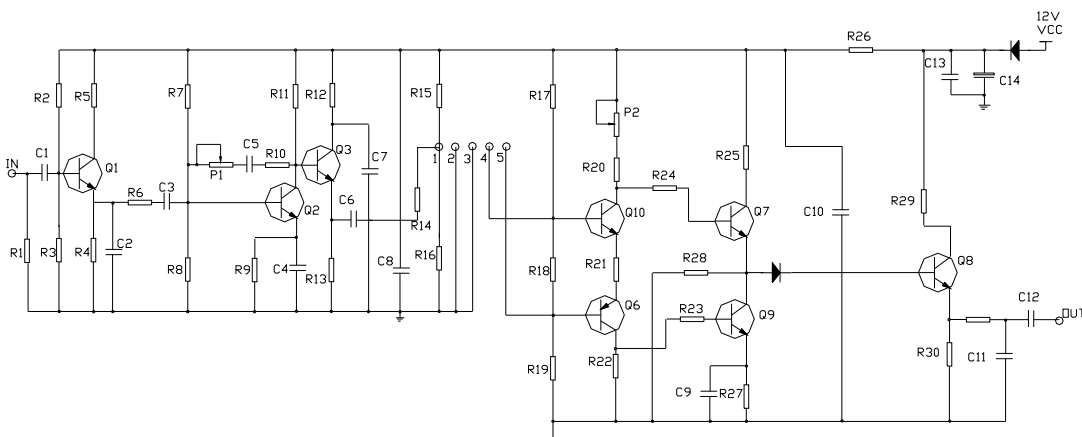 12V
VCC
R26
C13
C14
R2
R5
R7
R11
R12
R15
R17
P2
R20
R25
C1
IN
Q1
P1
C5
R10
Q3
C7
1
2
3
4
5
R24
Q7
R6
C3
Q2
C6
R14
Q10
C10
R29
R1
R3
R4
C2
R8
R9
C4
R13
C8
R16
R18
R21
R28
Q8
Q6
R23
Q9
C12
OUT
R19
R22
C9
R27
R30
C11